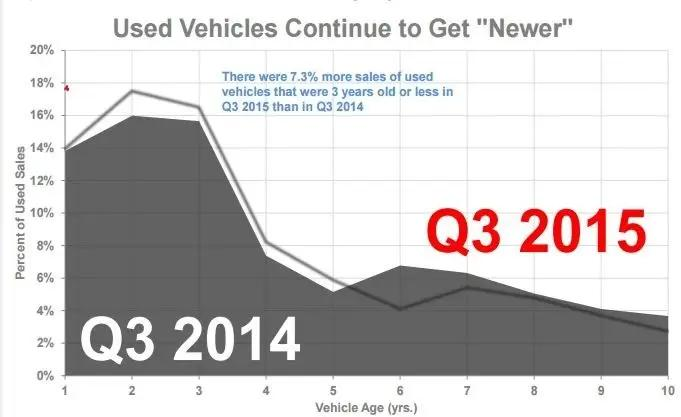 Used Vehicles Continue to Get "Newer"
20%
18%
16%
14%
12%
10%
8%
6%
4%
2%
0%
Percent of Used Sales
There were 7.3% more sales of used
vehicles that were 3 years old or less in
Q3 2015 than in Q3 2014
Q3 2015
Q3 2014
1 2 3 4 5 6 7 8 9 10
Vehicle Age (yrs.)